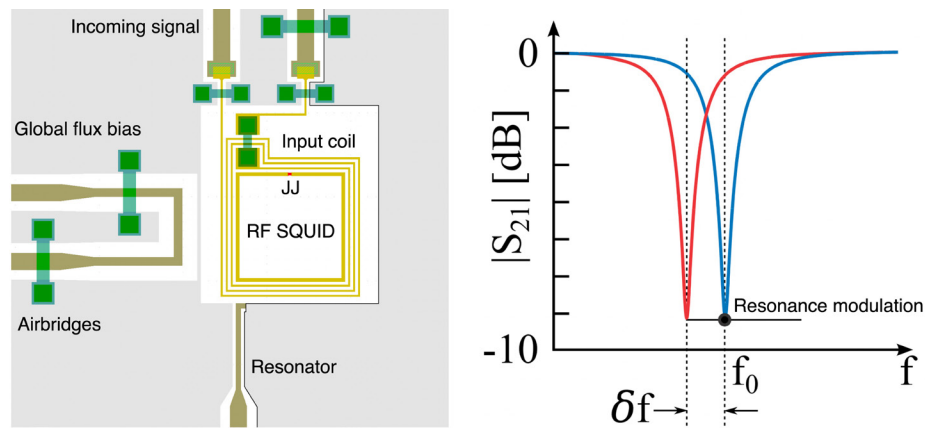 Incoming signal
Global flux bias
Input coil
JJ
RF SQUID
Airbridges
Resonator
0
|S₂₁| [dB]
Resonance modulation
-10
f₀
f
δf